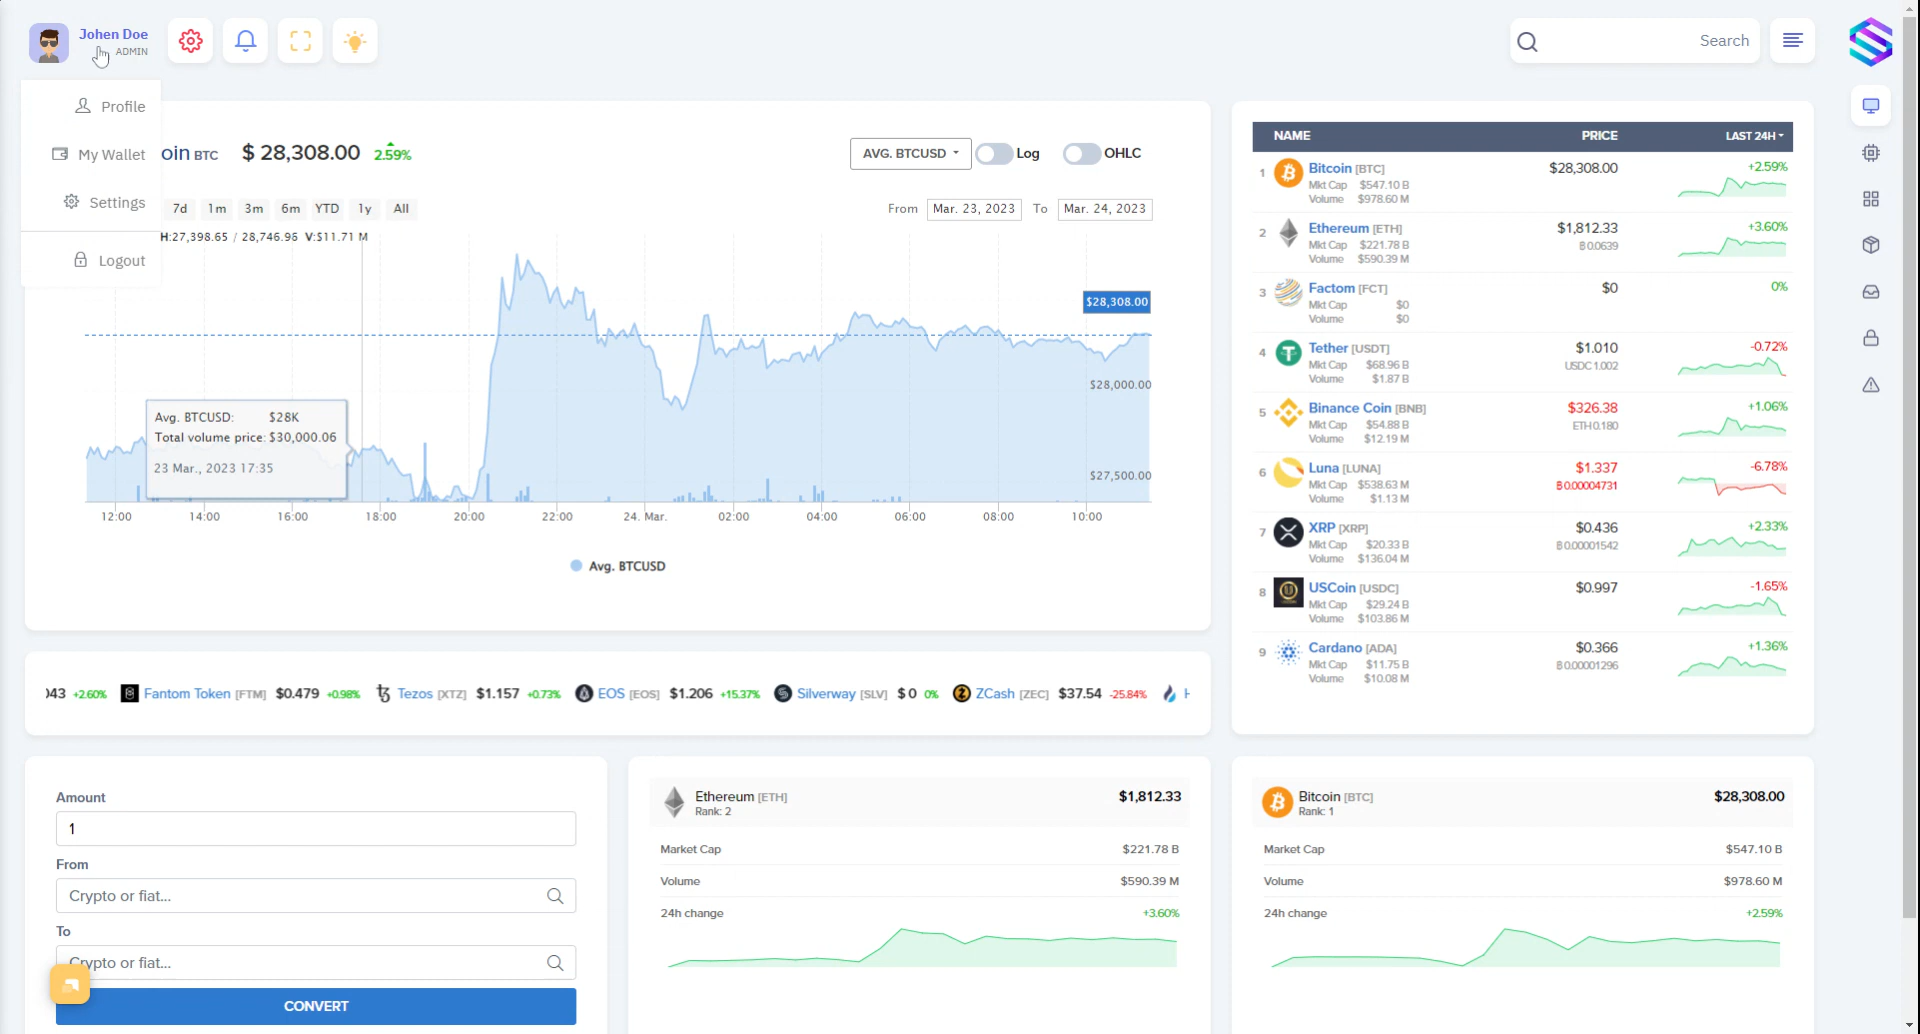 Johen Doe
ADMIN
Search
Profile
My Wallet
Settings
Logout
oin BTC $ 28,308.00 2.59%
AVG. BTCUSD Log OHLC
7d 1m 3m 6m YTD 1y All
From Mar. 23, 2023 To Mar. 24, 2023
H:27,398.65 / 28,746.96 V:$11.71 M
$28,308.00
$28,000.00
$27,500.00
Avg. BTCUSD: $28K
Total volume price: $30,000.06
23 Mar., 2023 17:35
12:00 14:00 16:00 18:00 20:00 22:00 24. Mar. 02:00 04:00 06:00 08:00 10:00
Avg. BTCUSD
NAME PRICE LAST 24H
1 Bitcoin [BTC] $28,308.00 +2.59%
Mkt Cap $547.10 B
Volume $978.60 M
2 Ethereum [ETH] $1,812.33 +3.60%
Mkt Cap $221.78 B ฿0.0639
Volume $590.39 M
3 Factom [FCT] $0 0%
Mkt Cap $0
Volume $0
4 Tether [USDT] $1.010 -0.72%
Mkt Cap $68.96 B USDC 1.002
Volume $1.87 B
5 Binance Coin [BNB] $326.38 +1.06%
Mkt Cap $54.88 B ETH 0.180
Volume $12.19 M
6 Luna [LUNA] $1.337 -6.78%
Mkt Cap $538.63 M ฿0.00004731
Volume $1.13 M
7 XRP [XRP] $0.436 +2.33%
Mkt Cap $20.33 B ฿0.00001542
Volume $136.04 M
8 USCoin [USDC] $0.997 -1.65%
Mkt Cap $29.24 B
Volume $103.86 M
9 Cardano [ADA] $0.366 +1.36%
Mkt Cap $11.75 B ฿0.00001296
Volume $10.08 M
043 +2.60% Fantom Token [FTM] $0.479 +0.98% Tezos [XTZ] $1.157 +0.73% EOS [EOS] $1.206 +15.37% Silverway [SLV] $ 0 0% ZCash [ZEC] $37.54 -25.84%
Amount
1
From
Crypto or fiat...
To
Crypto or fiat...
CONVERT
Ethereum [ETH] $1,812.33
Rank: 2
Market Cap $221.78 B
Volume $590.39 M
24h change +3.60%
Bitcoin [BTC] $28,308.00
Rank: 1
Market Cap $547.10 B
Volume $978.60 M
24h change +2.59%